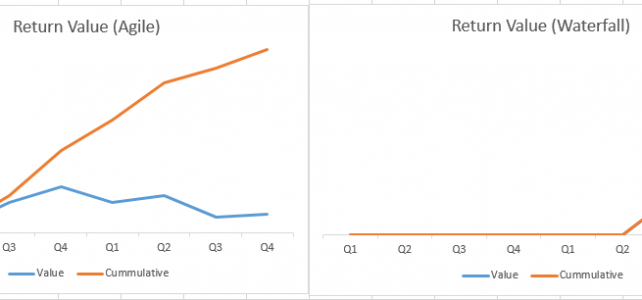 Return Value (Agile)
Q3 Q4 Q1 Q2 Q3 Q4
Value Cummulative
Return Value (Waterfall)
Q1 Q2 Q3 Q4 Q1 Q2
Value Cummulative